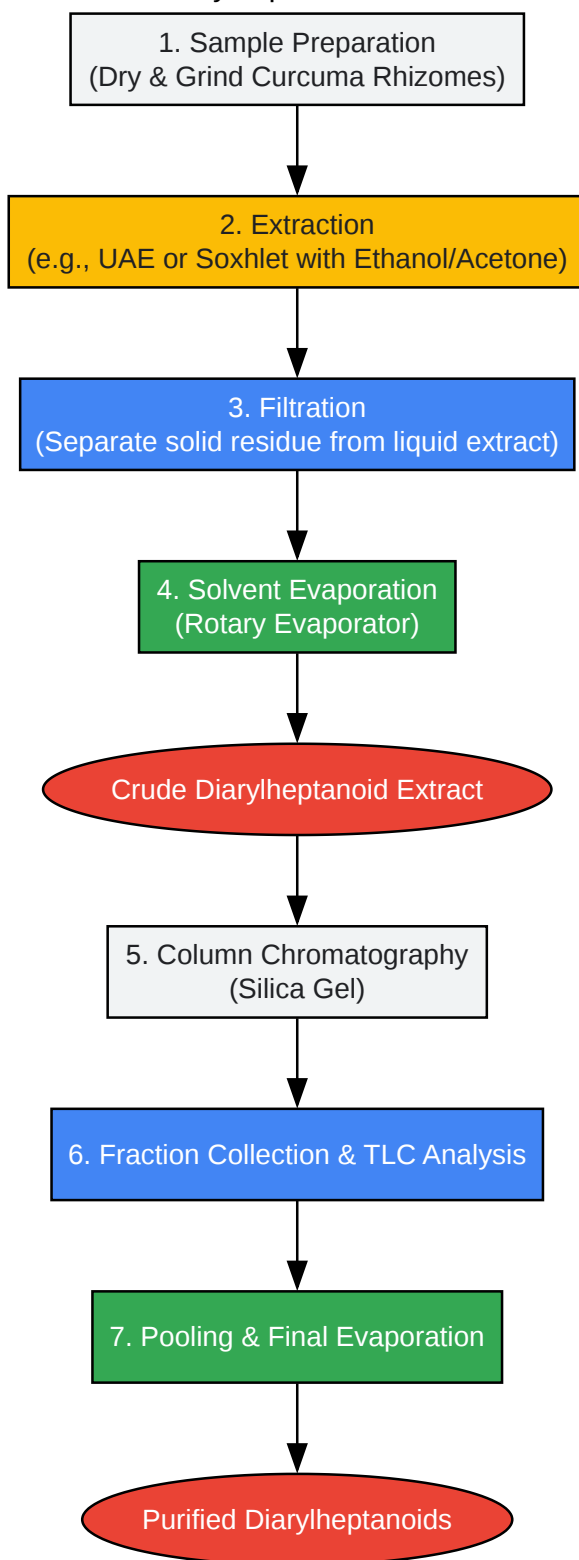 1. Sample Preparation
(Dry & Grind Curcuma Rhizomes)
2. Extraction
(e.g., UAE or Soxhlet with Ethanol/Acetone)
3. Filtration
(Separate solid residue from liquid extract)
4. Solvent Evaporation
(Rotary Evaporator)
Crude Diarylheptanoid Extract
5. Column Chromatography
(Silica Gel)
6. Fraction Collection & TLC Analysis
7. Pooling & Final Evaporation
Purified Diarylheptanoids